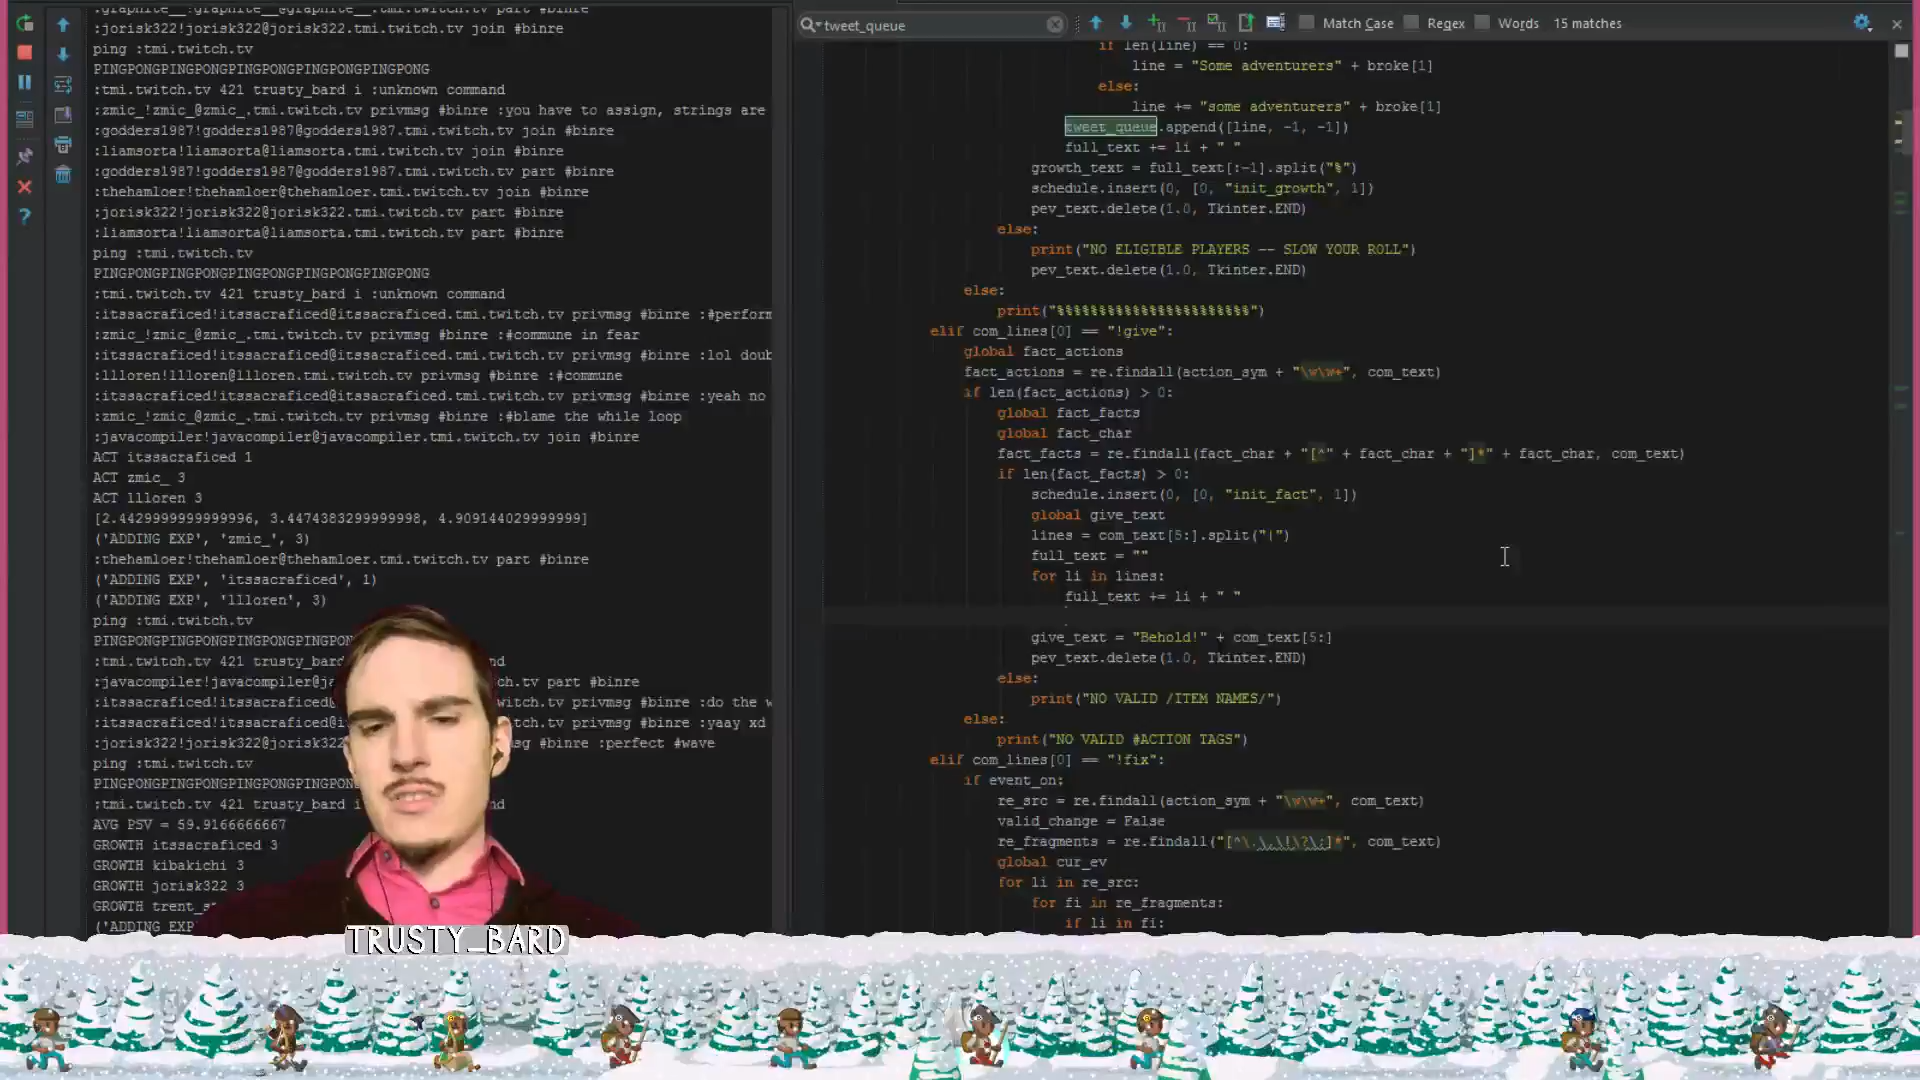 :graphite__!graphite__@graphite__.tmi.twitch.tv part #binre
:jorisk322!jorisk322@jorisk322.tmi.twitch.tv join #binre
ping :tmi.twitch.tv
PINGPONGPINGPONGPINGPONGPINGPONGPINGPONG
:tmi.twitch.tv 421 trusty_bard i :unknown command
:zmic_!zmic_@zmic_.tmi.twitch.tv privmsg #binre :you have to assign, strings are
:godders1987!godders1987@godders1987.tmi.twitch.tv join #binre
:liamsorta!liamsorta@liamsorta.tmi.twitch.tv join #binre
:godders1987!godders1987@godders1987.tmi.twitch.tv part #binre
:thehamloer!thehamloer@thehamloer.tmi.twitch.tv join #binre
:jorisk322!jorisk322@jorisk322.tmi.twitch.tv part #binre
:liamsorta!liamsorta@liamsorta.tmi.twitch.tv part #binre
ping :tmi.twitch.tv
PINGPONGPINGPONGPINGPONGPINGPONGPINGPONG
:tmi.twitch.tv 421 trusty_bard i :unknown command
:itssacraficed!itssacraficed@itssacraficed.tmi.twitch.tv privmsg #binre :#perform
:zmic_!zmic_@zmic_.tmi.twitch.tv privmsg #binre :#commune in fear
:itssacraficed!itssacraficed@itssacraficed.tmi.twitch.tv privmsg #binre :lol doub
:llloren!llloren@llloren.tmi.twitch.tv privmsg #binre :#commune
:itssacraficed!itssacraficed@itssacraficed.tmi.twitch.tv privmsg #binre :yeah no
:zmic_!zmic_@zmic_.tmi.twitch.tv privmsg #binre :#blame the while loop
:javacompiler!javacompiler@javacompiler.tmi.twitch.tv join #binre
ACT itssacraficed 1
ACT zmic_ 3
ACT llloren 3
[2.4429999999999996, 3.4474383299999998, 4.909144029999999]
('ADDING EXP', 'zmic_', 3)
:thehamloer!thehamloer@thehamloer.tmi.twitch.tv part #binre
('ADDING EXP', 'itssacraficed', 1)
('ADDING EXP', 'llloren', 3)
ping :tmi.twitch.tv
PINGPONGPINGPONGPINGPONGPINGPON
:tmi.twitch.tv 421 trusty_bard nd
:javacompiler!javacompiler@ja ch.tv part #binre
:itssacraficed!itssacraficed@ witch.tv privmsg #binre :do the w
:itssacraficed!itssacraficed@i witch.tv privmsg #binre :yaay xd
:jorisk322!jorisk322@jorisk322 sg #binre :perfect #wave
ping :tmi.twitch.tv
PINGPONGPINGPONGPINGPONGPINGPON
:tmi.twitch.tv 421 trusty_bard i nd
AVG PSV = 59.9166666667
GROWTH itssacraficed 3
GROWTH kibakichi 3
GROWTH jorisk322 3
GROWTH trent_s
('ADDING EXP
TRUSTY_BARD
tweet_queue
Match Case
Regex
Words
15 matches
if len(line) == 0:
line = "Some adventurers" + broke[1]
else:
line += "some adventurers" + broke[1]
tweet_queue.append([line, -1, -1])
full_text += li + " "
growth_text = full_text[:-1].split("%")
schedule.insert(0, [0, "init_growth", 1])
pev_text.delete(1.0, Tkinter.END)
else:
print("NO ELIGIBLE PLAYERS -- SLOW YOUR ROLL")
pev_text.delete(1.0, Tkinter.END)
else:
print("%%%%%%%%%%%%%%%%%%%%%%%")
elif com_lines[0] == "!give":
global fact_actions
fact_actions = re.findall(action_sym + "\w\w+", com_text)
if len(fact_actions) > 0:
global fact_facts
global fact_char
fact_facts = re.findall(fact_char + "[^" + fact_char + "]*" + fact_char, com_text)
if len(fact_facts) > 0:
schedule.insert(0, [0, "init_fact", 1])
global give_text
lines = com_text[5:].split("|")
full_text = ""
for li in lines:
full_text += li + " "
give_text = "Behold!" + com_text[5:]
pev_text.delete(1.0, Tkinter.END)
else:
print("NO VALID /ITEM NAMES/")
else:
print("NO VALID #ACTION TAGS")
elif com_lines[0] == "!fix":
if event_on:
re_src = re.findall(action_sym + "\w\w+", com_text)
valid_change = False
re_fragments = re.findall("[^\.\,\!\?\;]*", com_text)
global cur_ev
for li in re_src:
for fi in re_fragments:
if li in fi: